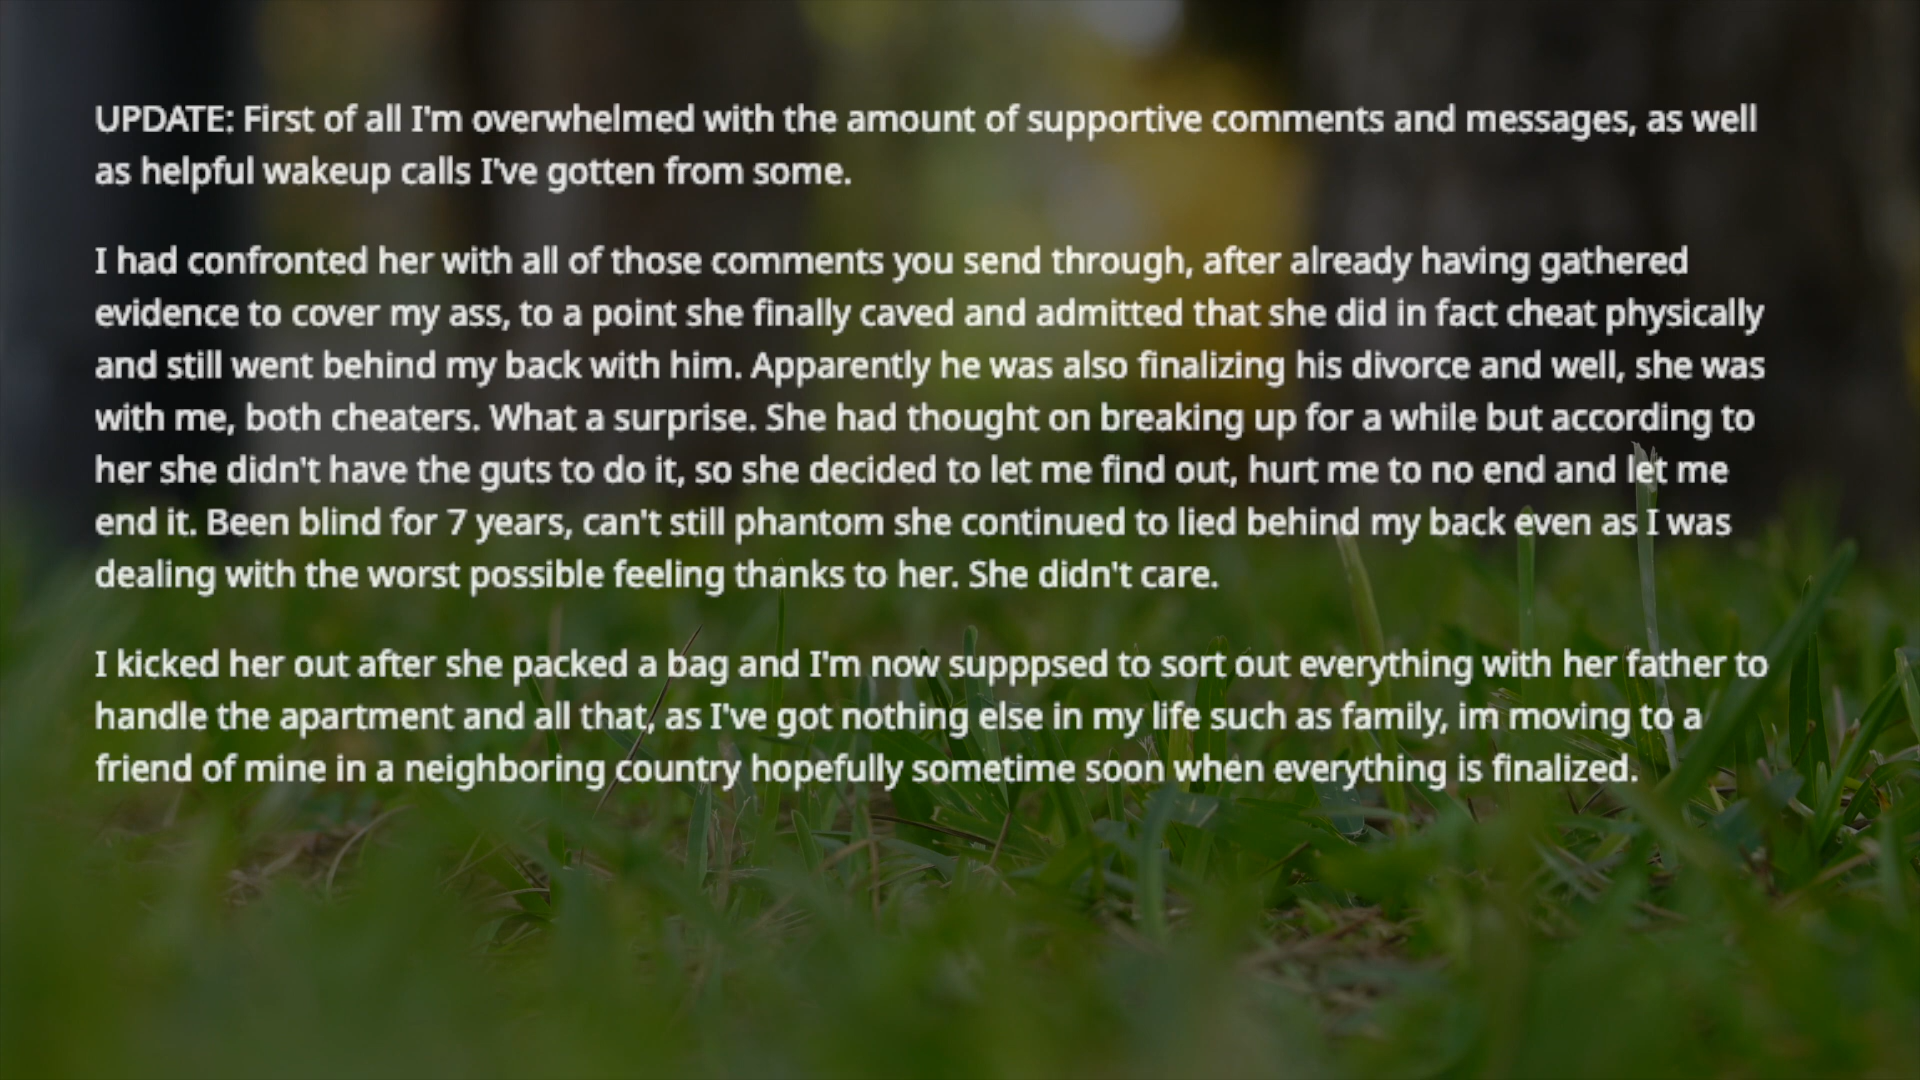 UPDATE: First of all I'm overwhelmed with the amount of supportive comments and messages, as well
as helpful wakeup calls I've gotten from some.
I had confronted her with all of those comments you send through, after already having gathered
evidence to cover my ass, to a point she finally caved and admitted that she did in fact cheat physically
and still went behind my back with him. Apparently he was also finalizing his divorce and well, she was
with me, both cheaters. What a surprise. She had thought on breaking up for a while but according to
her she didn't have the guts to do it, so she decided to let me find out, hurt me to no end and let me
end it. Been blind for 7 years, can't still phantom she continued to lied behind my back even as I was
dealing with the worst possible feeling thanks to her. She didn't care.
I kicked her out after she packed a bag and I'm now supppsed to sort out everything with her father to
handle the apartment and all that, as I've got nothing else in my life such as family, im moving to a
friend of mine in a neighboring country hopefully sometime soon when everything is finalized.